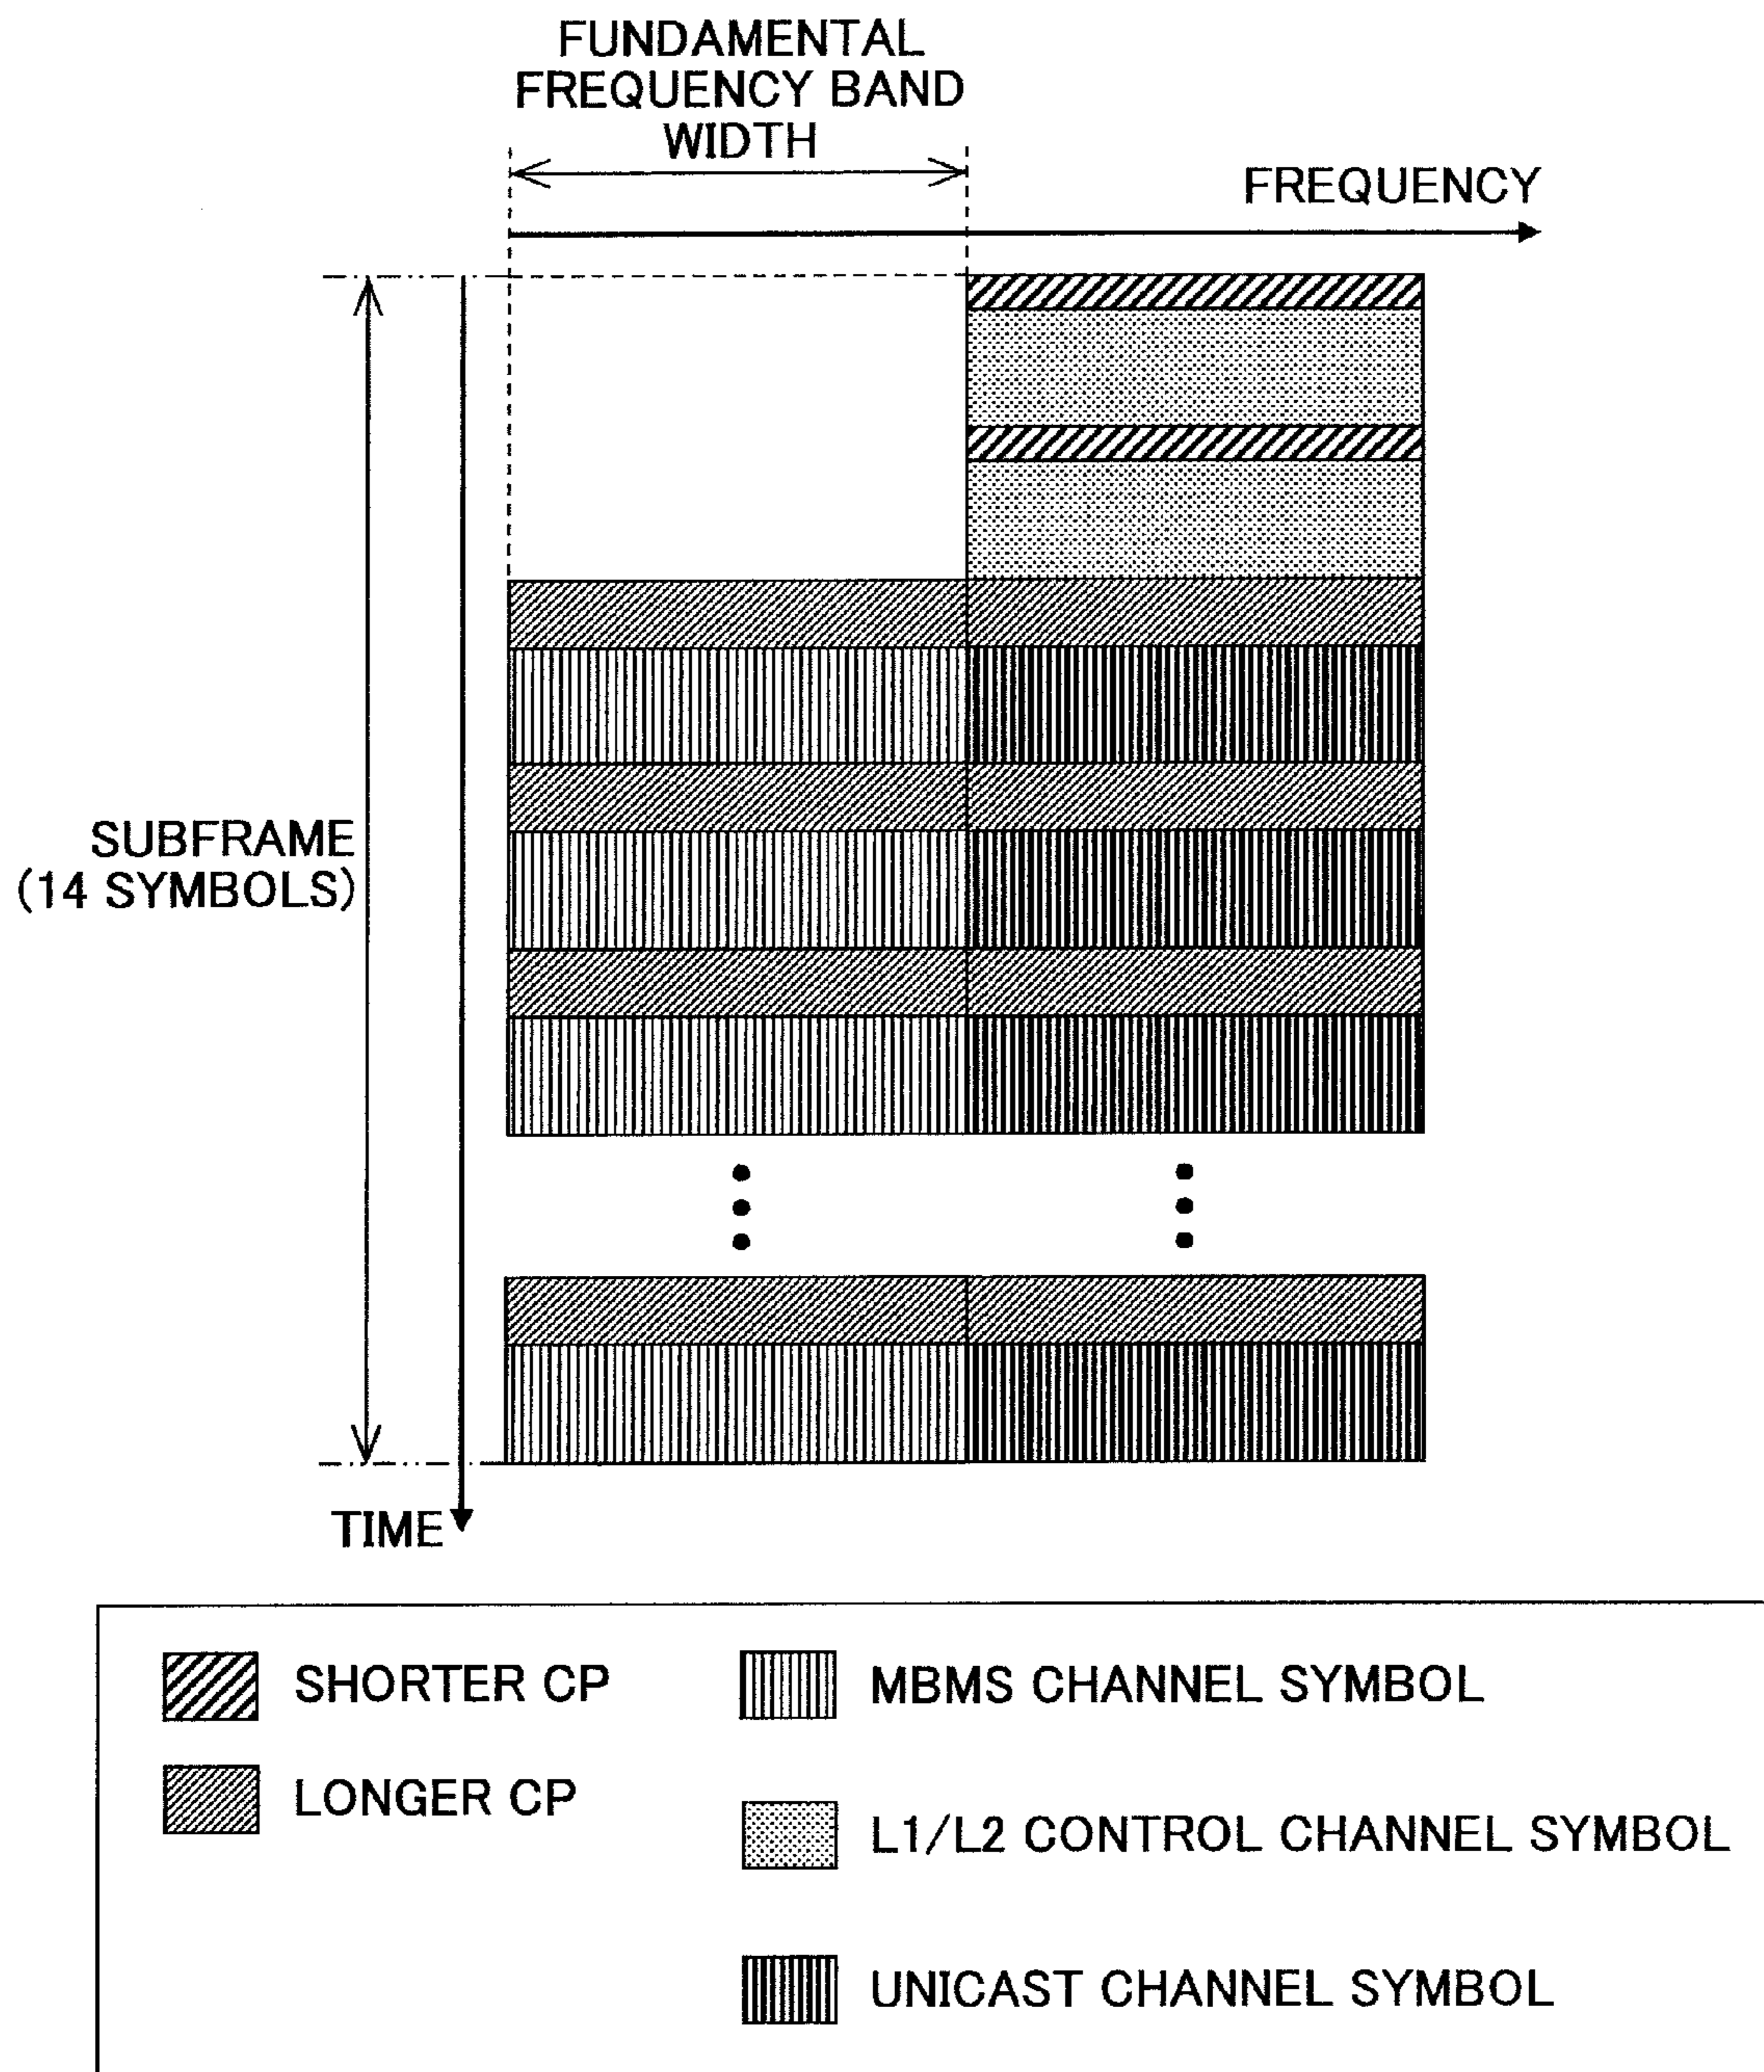 FUNDAMENTAL
FREQUENCY BAND
WIDTH
FREQUENCY
SUBFRAME
(14 SYMBOLS)
TIME
SHORTER CP
LONGER CP
MBMS CHANNEL SYMBOL
L1/L2 CONTROL CHANNEL SYMBOL
UNICAST CHANNEL SYMBOL